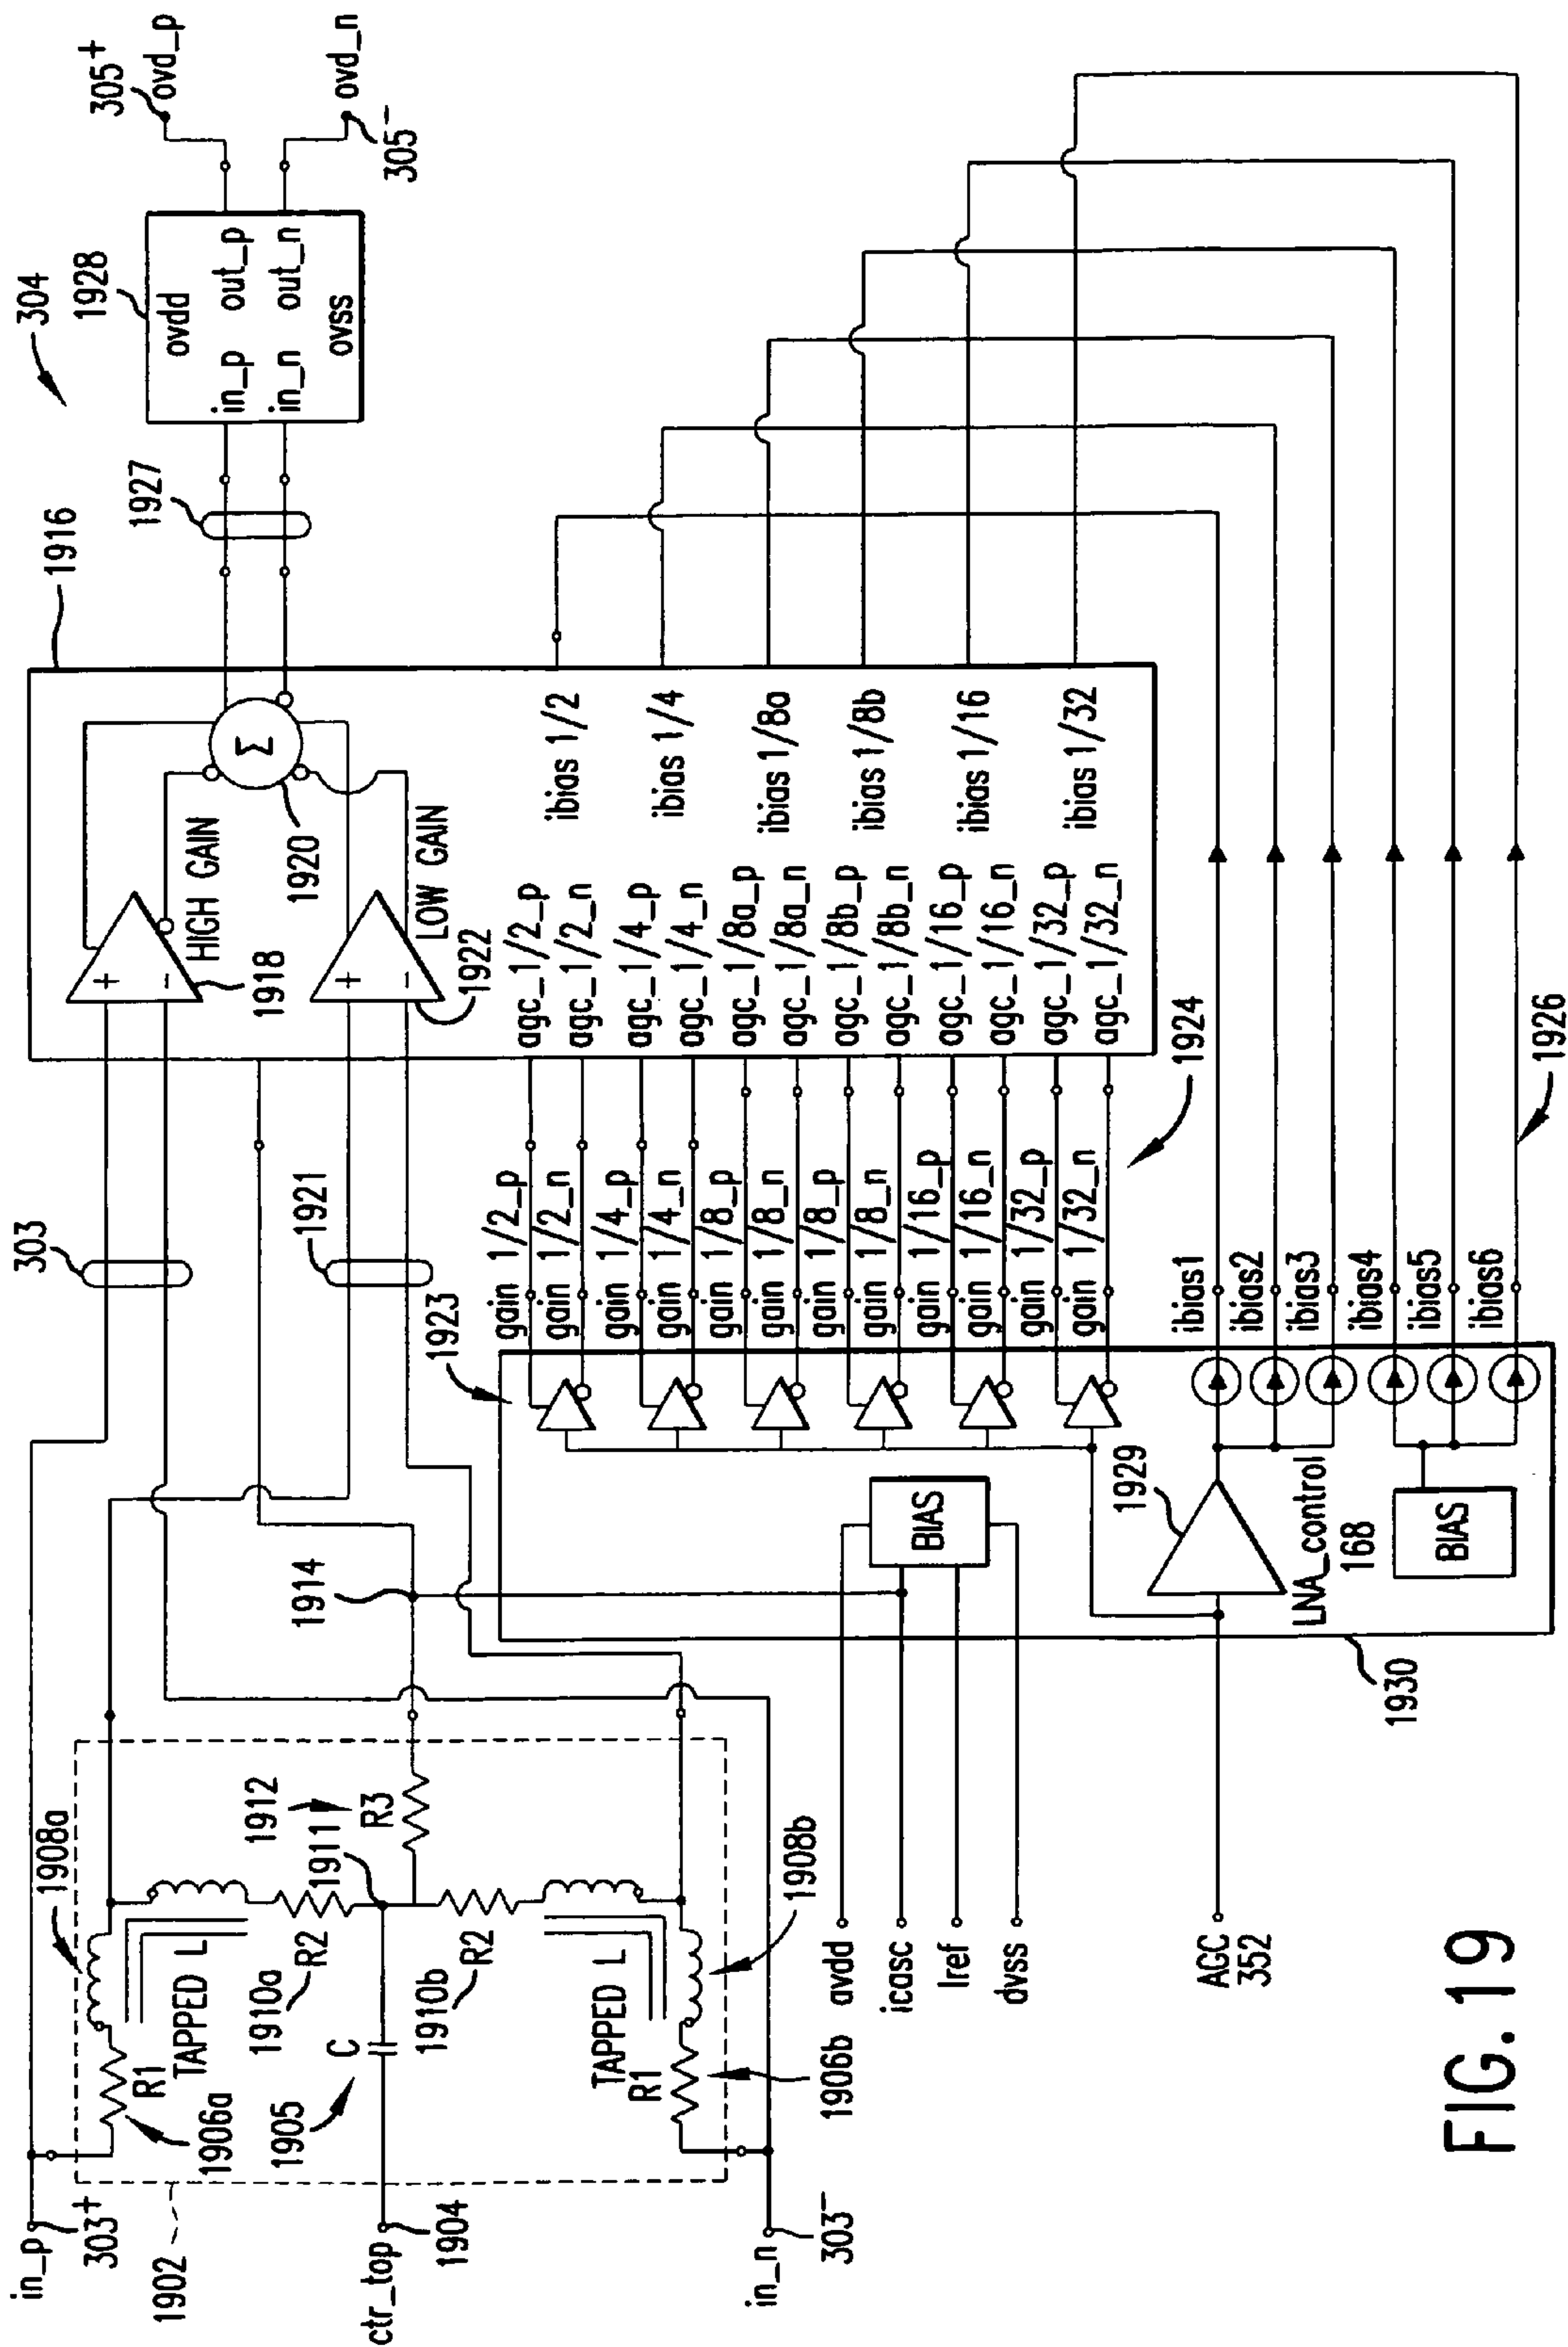 304
in_p
303+
1902
1906a
R1
TAPPED L
1908a
1910a
R2
1912
1911
R3
1905
C
ctr_top
1904
1910b
R2
TAPPED L
R1
1908b
1906b
in_n
303-
303
1921
1914
1916
+
-
HIGH GAIN
1918
Σ
1920
+
-
LOW GAIN
1922
1927
1928
ovdd
in_p out_p
in_n out_n
ovss
305+
ovd_p
ovd_n
305-
1923
gain 1/2_p
gain 1/2_n
gain 1/4_p
gain 1/4_n
gain 1/8_p
gain 1/8_n
gain 1/8_p
gain 1/8_n
gain 1/16_p
gain 1/16_n
gain 1/32_p
gain 1/32_n
1924
agc_1/2_p
agc_1/2_n
agc_1/4_p
agc_1/4_n
agc_1/8a_p
agc_1/8a_n
agc_1/8b_p
agc_1/8b_n
agc_1/16_p
agc_1/16_n
agc_1/32_p
agc_1/32_n
ibias 1/2
ibias 1/4
ibias 1/8a
ibias 1/8b
ibias 1/16
ibias 1/32
avdd
icasc
Iref
dvss
BIAS
AGC
352
1929
LNA_control
168
BIAS
1930
ibias1
ibias2
ibias3
ibias4
ibias5
ibias6
1926
FIG. 19